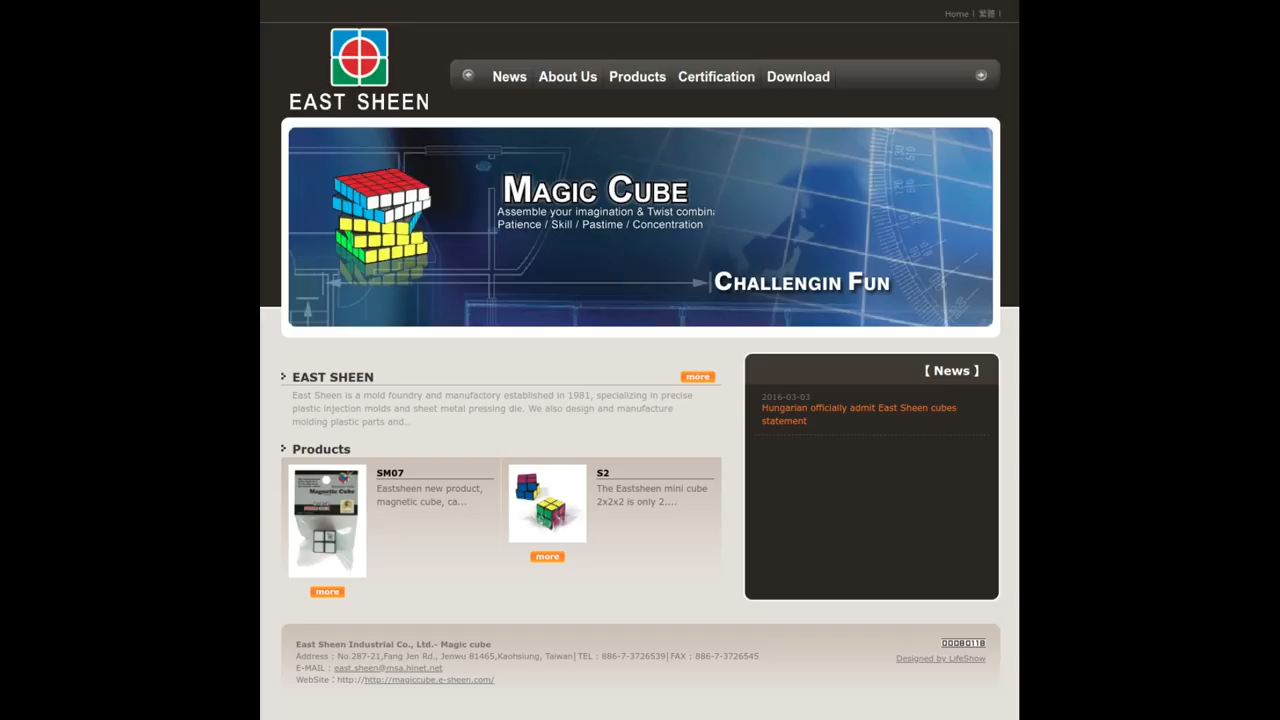 Home | 繁體 |
EAST SHEEN
News About Us Products Certification Download
MAGIC CUBE
Assemble your imagination & Twist combina
Patience / Skill / Pastime / Concentration
CHALLENGIN FUN
EAST SHEEN
more
East Sheen is a mold foundry and manufactory established in 1981, specializing in precise
plastic injection molds and sheet metal pressing die. We also design and manufacture
molding plastic parts and...
Products
SM07
Eastsheen new product,
magnetic cube, ca...
Magnetic Cube
more
S2
The Eastsheen mini cube
2x2x2 is only 2....
more
【 News 】
2016-03-03
Hungarian officially admit East Sheen cubes
statement
East Sheen Industrial Co., Ltd.- Magic cube
Address : No.287-21,Fang Jen Rd., Jenwu 81465,Kaohsiung, Taiwan│TEL : 886-7-3726539│FAX : 886-7-3726545
E-MAIL : east.sheen@msa.hinet.net
WebSite：http://http://magiccube.e-sheen.com/
00080118
Designed by LifeShow